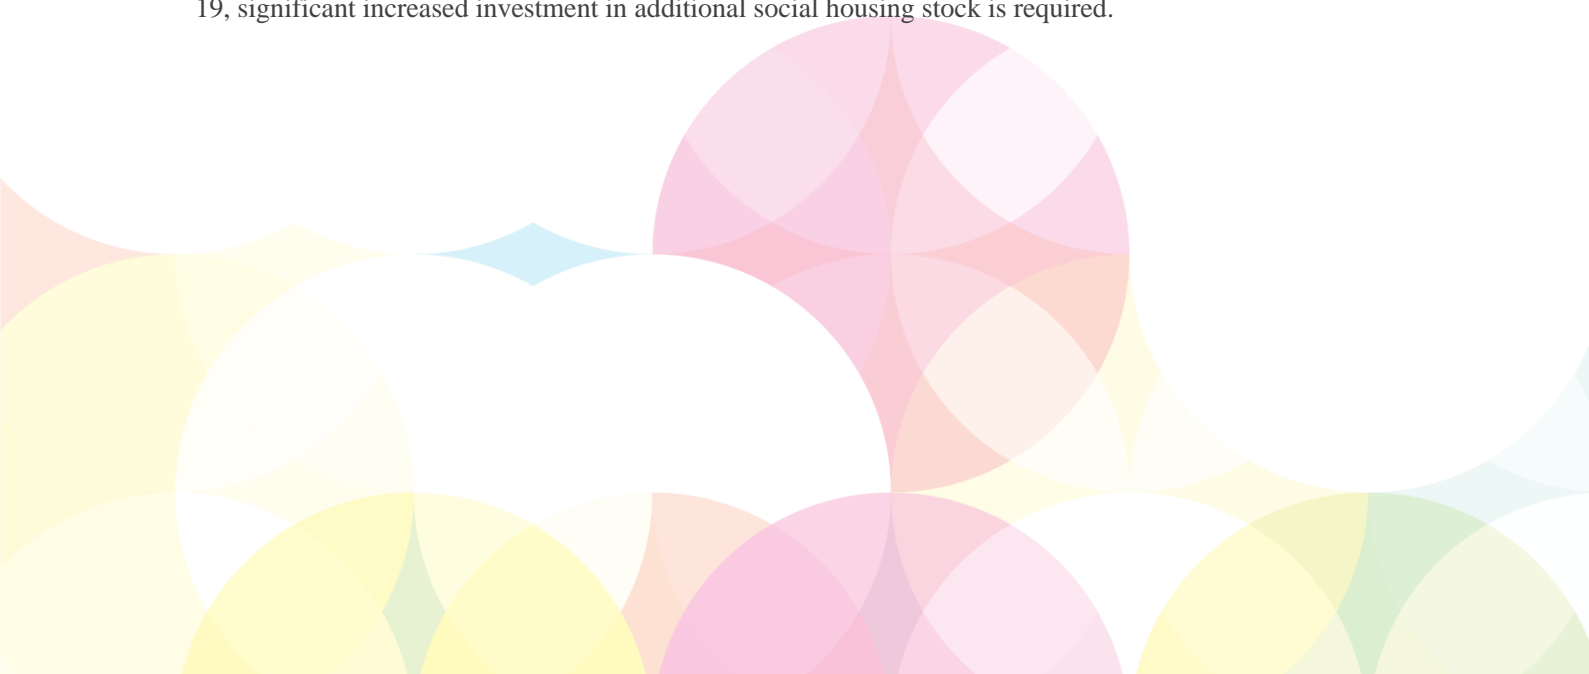 19, significant increased investment in additional social housing stock is required.